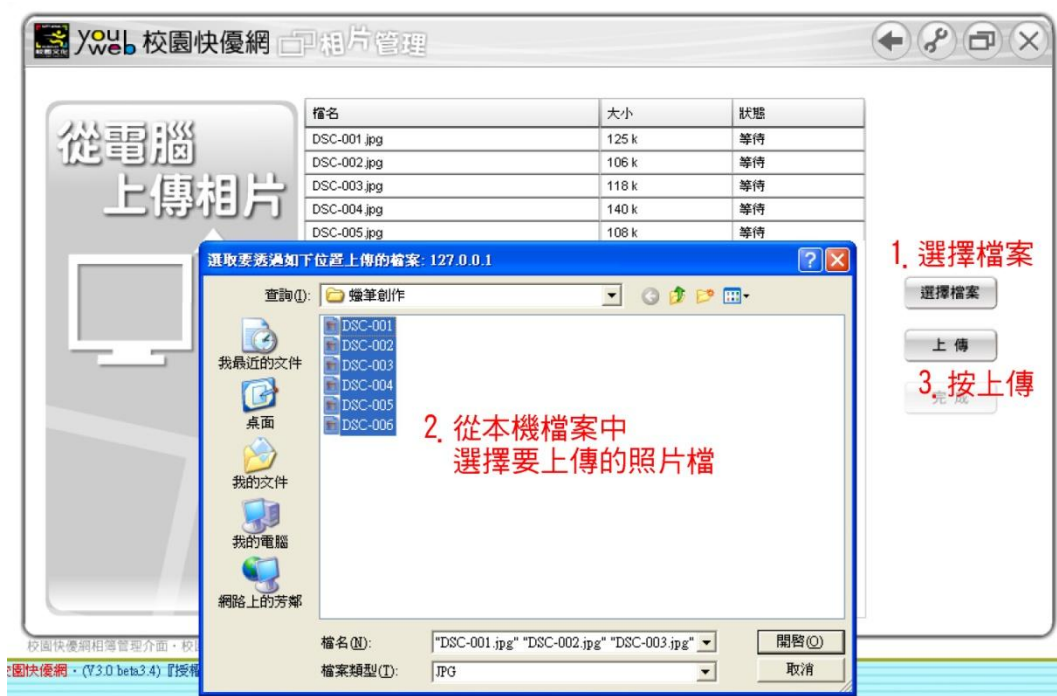 youweb 校園快優網 相片管理
從電腦
上傳相片
檔名 大小 狀態
DSC-001.jpg 125 k 等待
DSC-002.jpg 106 k 等待
DSC-003.jpg 118 k 等待
DSC-004.jpg 140 k 等待
DSC-005.jpg 108 k 等待
選取要透過如下位置上傳的檔案: 127.0.0.1
查詢(I): 蠟筆創作
我最近的文件
桌面
我的文件
我的電腦
網路上的芳鄰
DSC-001
DSC-002
DSC-003
DSC-004
DSC-005
DSC-006
2. 從本機檔案中
選擇要上傳的照片檔
檔名(N): "DSC-001.jpg" "DSC-002.jpg" "DSC-003.jpg"
開啓(O)
檔案類型(T): JPG
取消
1. 選擇檔案
選擇檔案
上傳
3. 按上傳
完成
校園快優網相簿管理介面・校
園快優網・(V3.0 beta3.4)『授權